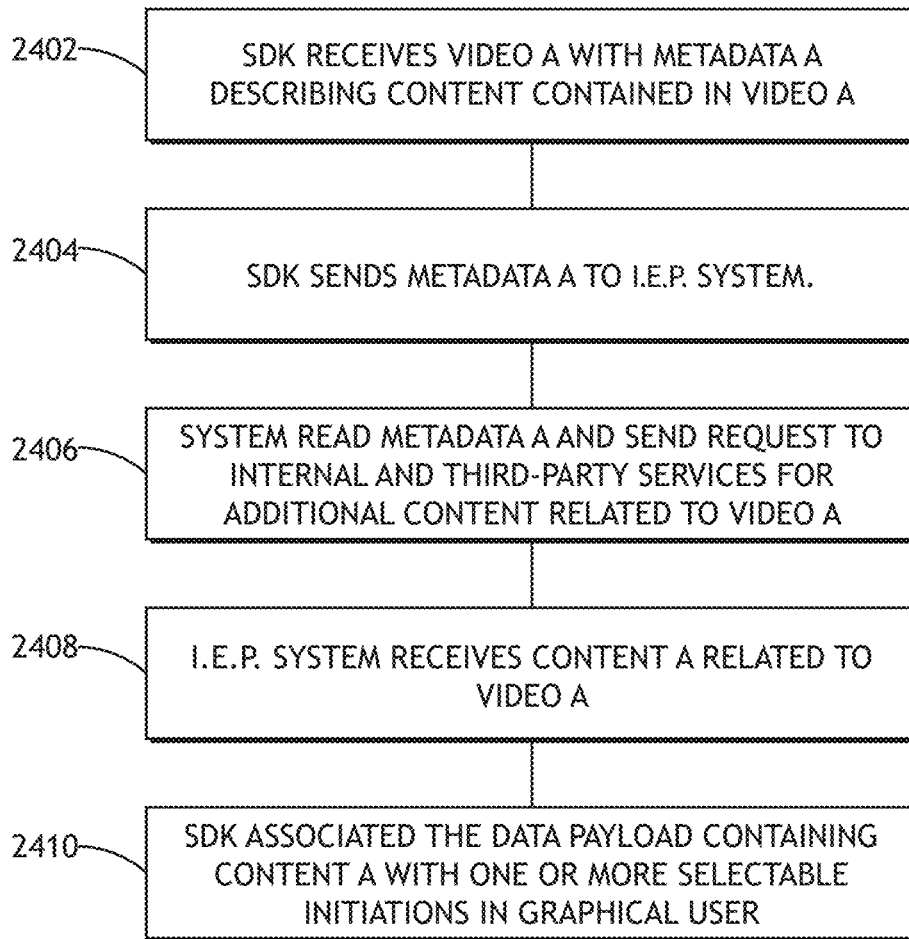 2402
SDK RECEIVES VIDEO A WITH METADATA A
DESCRIBING CONTENT CONTAINED IN VIDEO A
2404
SDK SENDS METADATA A TO I.E.P. SYSTEM.
2406
SYSTEM READ METADATA A AND SEND REQUEST TO
INTERNAL AND THIRD-PARTY SERVICES FOR
ADDITIONAL CONTENT RELATED TO VIDEO A
2408
I.E.P. SYSTEM RECEIVES CONTENT A RELATED TO
VIDEO A
2410
SDK ASSOCIATED THE DATA PAYLOAD CONTAINING
CONTENT A WITH ONE OR MORE SELECTABLE
INITIATIONS IN GRAPHICAL USER